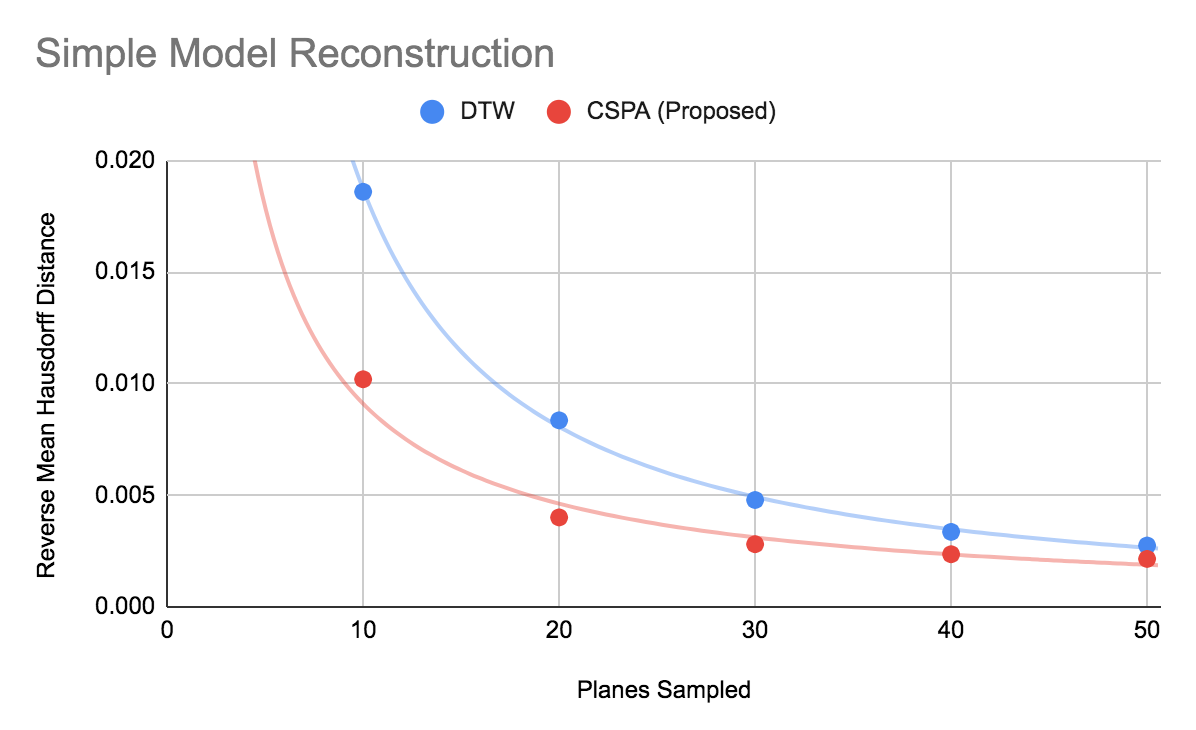 Simple Model Reconstruction
DTW
CSPA (Proposed)
Reverse Mean Hausdorff Distance
0.020
0.015
0.010
0.005
0.000
0
10
20
30
40
50
Planes Sampled